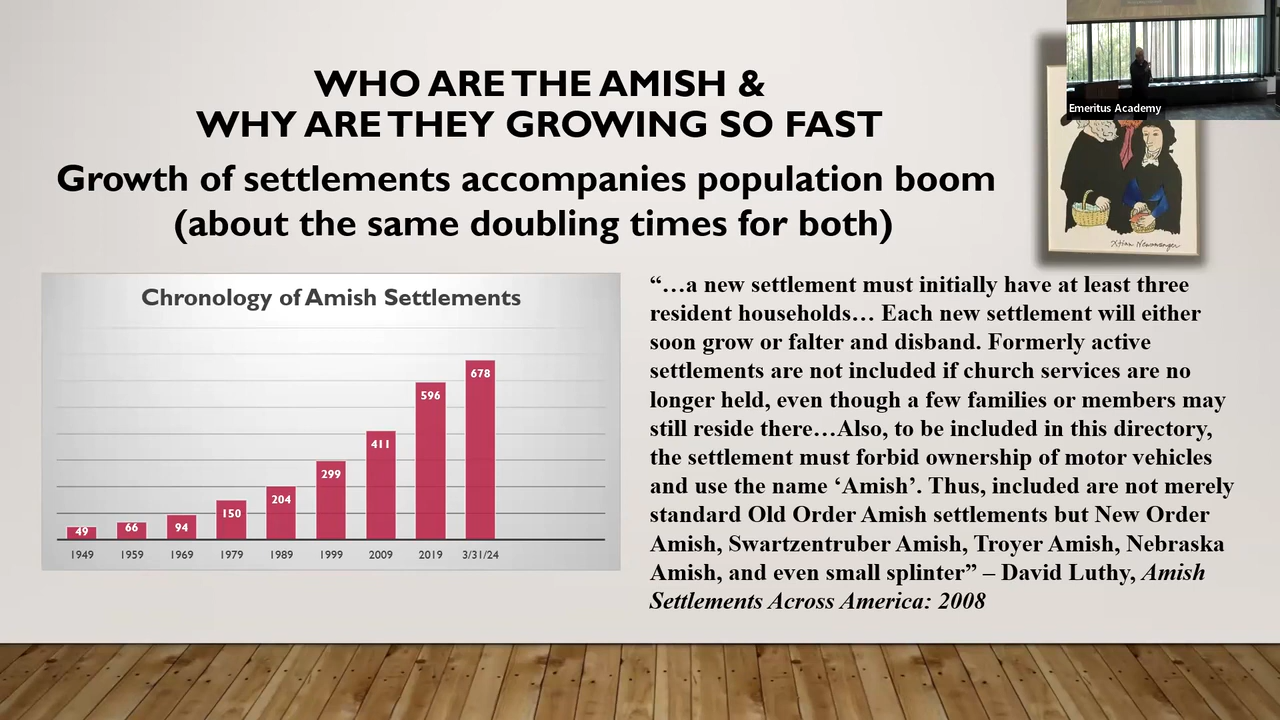 Emeritus Academy
WHO ARE THE AMISH &
WHY ARE THEY GROWING SO FAST
Growth of settlements accompanies population boom
(about the same doubling times for both)
Xtian Newswanger
Chronology of Amish Settlements
49
66
94
150
204
299
411
596
678
1949
1959
1969
1979
1989
1999
2009
2019
3/31/24
“…a new settlement must initially have at least three
resident households… Each new settlement will either
soon grow or falter and disband. Formerly active
settlements are not included if church services are no
longer held, even though a few families or members may
still reside there…Also, to be included in this directory,
the settlement must forbid ownership of motor vehicles
and use the name ‘Amish’. Thus, included are not merely
standard Old Order Amish settlements but New Order
Amish, Swartzentruber Amish, Troyer Amish, Nebraska
Amish, and even small splinter” – David Luthy, Amish
Settlements Across America: 2008